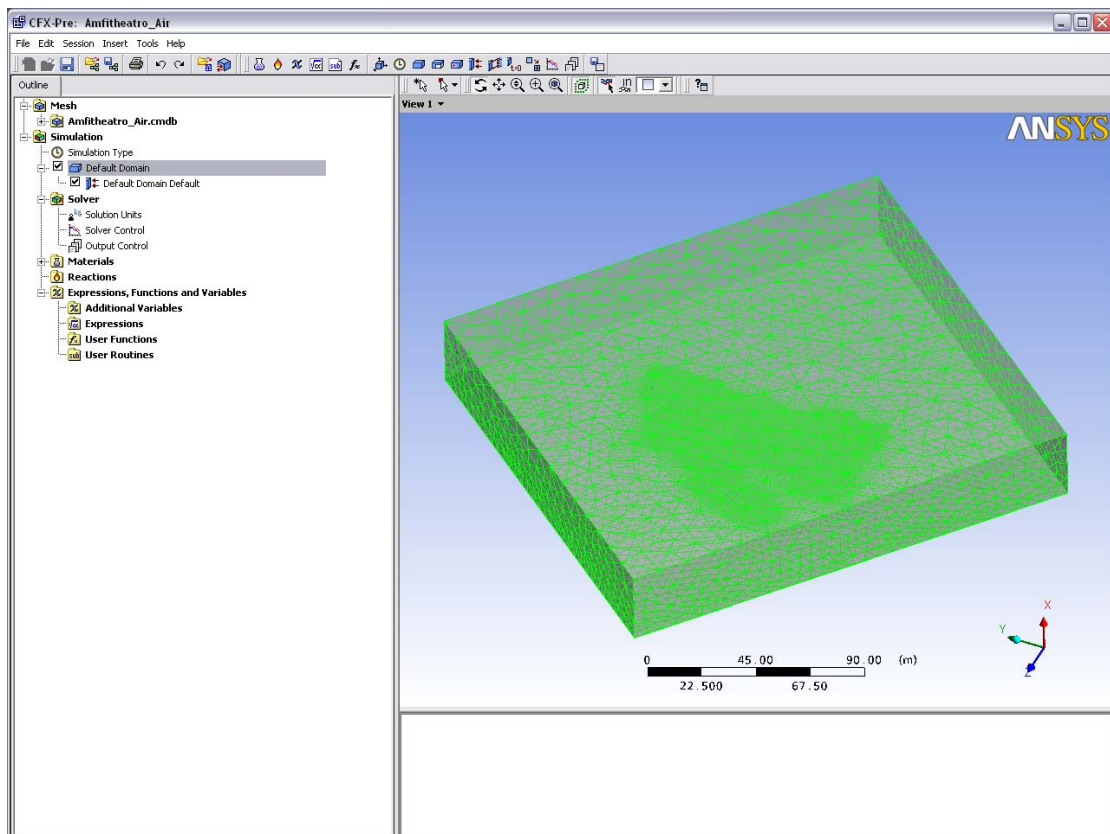 CFX-Pre: Amfitheatro_Air
File Edit Session Insert Tools Help
Outline
Mesh
Amfitheatro_Air.cmdb
Simulation
Simulation Type
Default Domain
Default Domain Default
Solver
Solution Units
Solver Control
Output Control
Materials
Reactions
Expressions, Functions and Variables
Additional Variables
Expressions
User Functions
User Routines
View 1
ANSYS
X
Y
Z
0 45.00 90.00 (m)
22.500 67.50